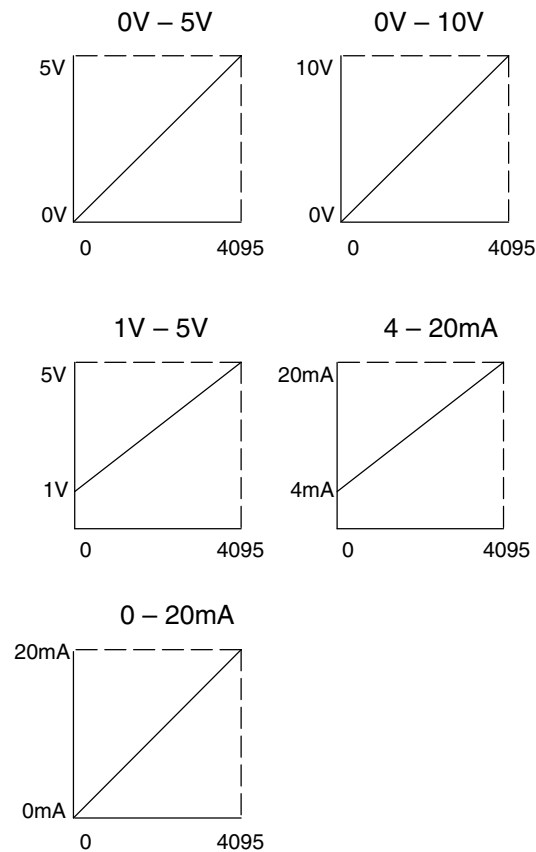 0V – 5V
5V
0V
0 4095
0V – 10V
10V
0V
0 4095
1V – 5V
5V
1V
0 4095
4 – 20mA
20mA
4mA
0 4095
0 – 20mA
20mA
0mA
0 4095